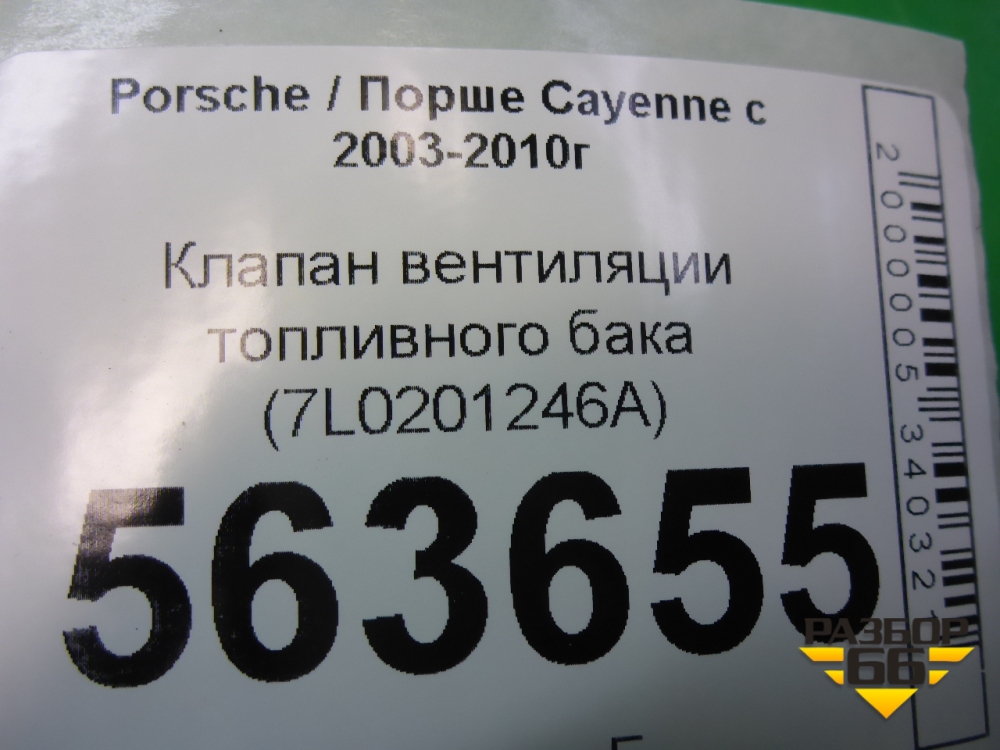 Porsche / Порше Cayenne с
2003-2010г
Клапан вентиляции
топливного бака
(7L0201246A)
563655
2000005340321
РАЗБОР
66